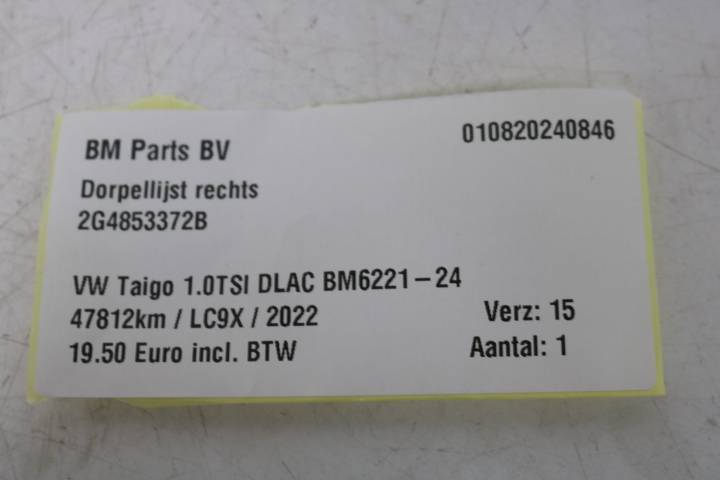 BM Parts BV 010820240846
Dorpellijst rechts
2G4853372B
VW Taigo 1.0TSI DLAC BM6221-24
47812km / LC9X / 2022 Verz: 15
19.50 Euro incl. BTW Aantal: 1